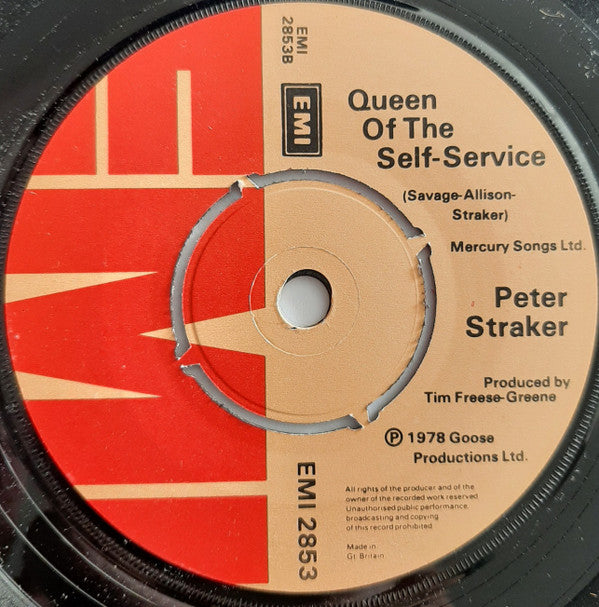 EMI
2853B
EMI
Queen
Of The
Self-Service
(Savage-Allison-
Straker)
Mercury Songs Ltd.
Peter
Straker
Produced by
Tim Freese-Greene
℗ 1978 Goose
Productions Ltd.
EMI 2853
All rights of the producer and of the
owner of the recorded work reserved
Unauthorised public performance,
broadcasting and copying
of this record prohibited
Made in
Gt. Britain
EMI